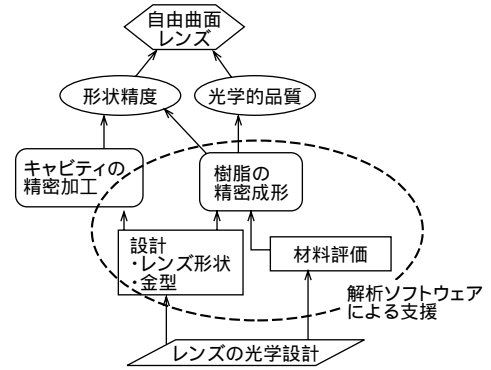 自由曲面
レンズ
形状精度
光学的品質
キャビティの
精密加工
樹脂の
精密成形
設計
・レンズ形状
・金型
材料評価
解析ソフトウェア
による支援
レンズの光学設計